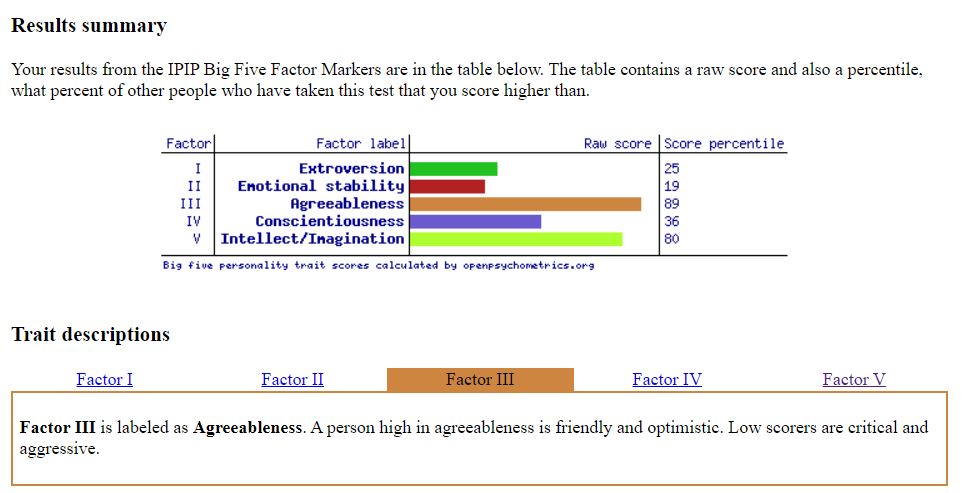 Results summary
Your results from the IPIP Big Five Factor Markers are in the table below. The table contains a raw score and also a percentile,
what percent of other people who have taken this test that you score higher than.
Factor Factor label Raw score Score percentile
I Extroversion 25
II Emotional stability 19
III Agreeableness 89
IV Conscientiousness 36
V Intellect/Imagination 80
Big five personality trait scores calculated by openpsychometrics.org
Trait descriptions
Factor I Factor II Factor III Factor IV Factor V
Factor III is labeled as Agreeableness. A person high in agreeableness is friendly and optimistic. Low scorers are critical and
aggressive.